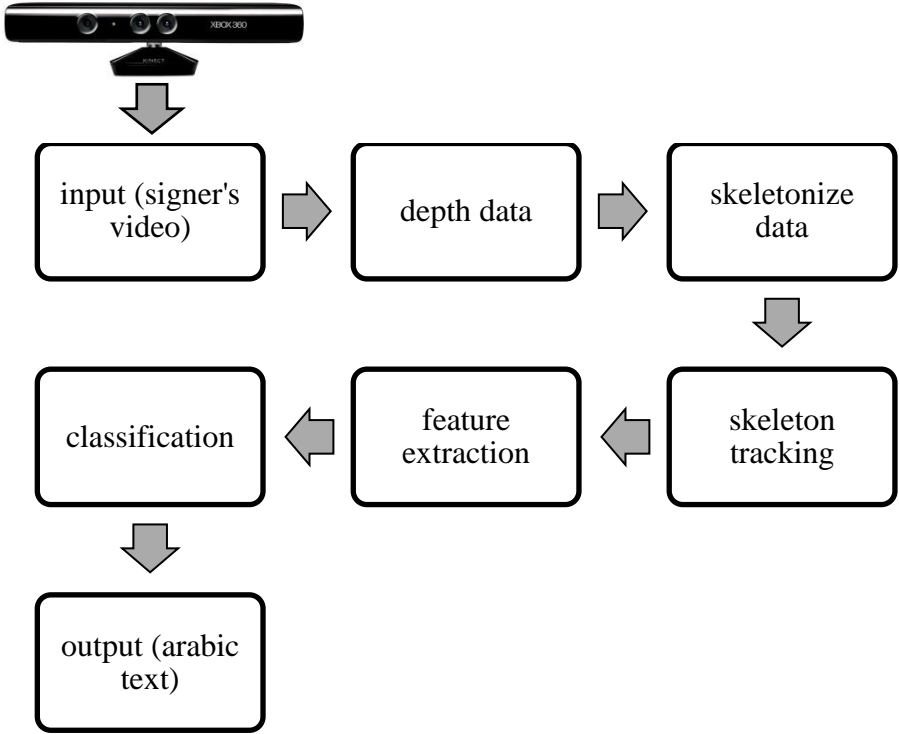 XBOX 360
KINECT
input (signer's
video)
depth data
skeletonize
data
skeleton
tracking
feature
extraction
classification
output (arabic
text)